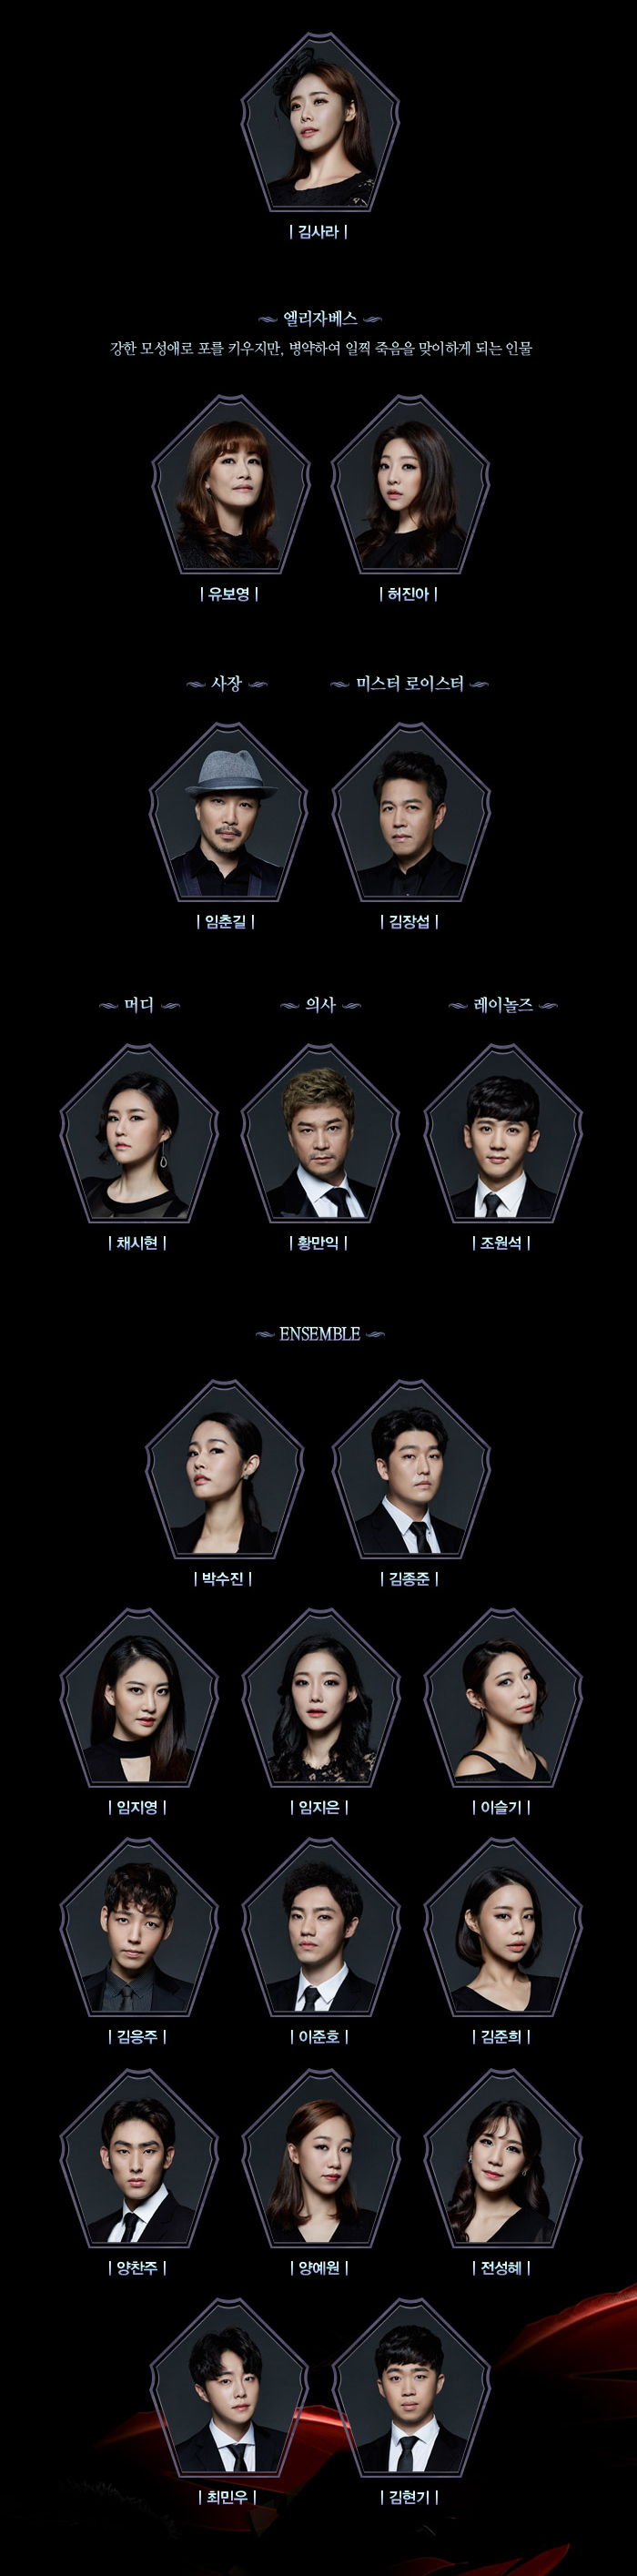 | 김사라 |
엘리자베스
강한 모성애로 포를 키우지만, 병약하여 일찍 죽음을 맞이하게 되는 인물
| 유보영 | | 허진아 |
사장 미스터 로이스터
| 임춘길 | | 김장섭 |
머디 의사 레이놀즈
| 채시현 | | 황만익 | | 조원석 |
ENSEMBLE
| 박수진 | | 김종준 |
| 임지영 | | 임지은 | | 이슬기 |
| 김응주 | | 이준호 | | 김준희 |
| 양찬주 | | 양예원 | | 전성혜 |
| 최민우 | | 김현기 |